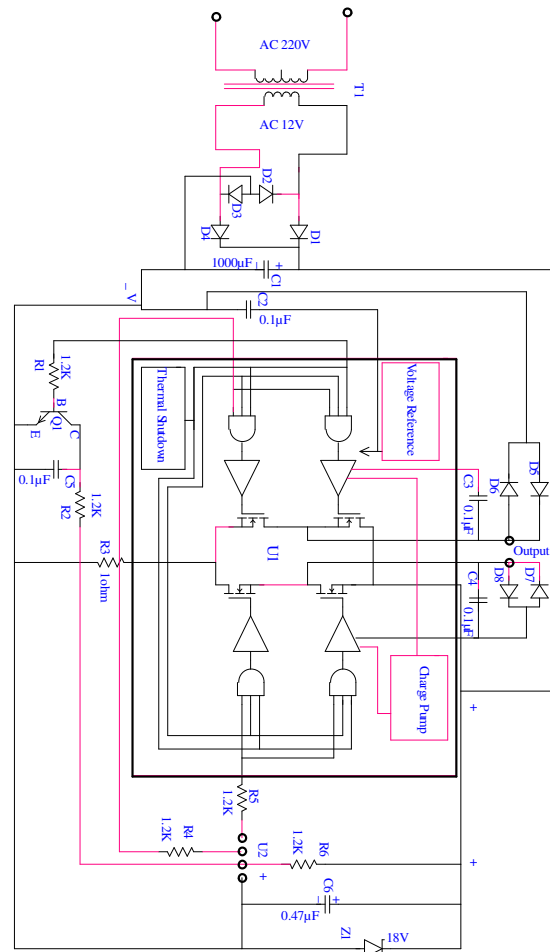 AC 220V
T1
AC 12V
D2
D3
D4
D1
1000µF
C1
+
_V
C2
0.1µF
1.2K
R1
B
Q1
C
E
Thermal Shutdown
Voltage Reference
D5
D6
C3
0.1µF
0.1µF
C5
1.2K
R2
R3
1ohm
U1
Output
C4
0.1µF
D8
D7
Charge Pump
+
R5
1.2K
R4
1.2K
U2
1.2K
R6
+
+
C6
+
0.47µF
Z1
18V